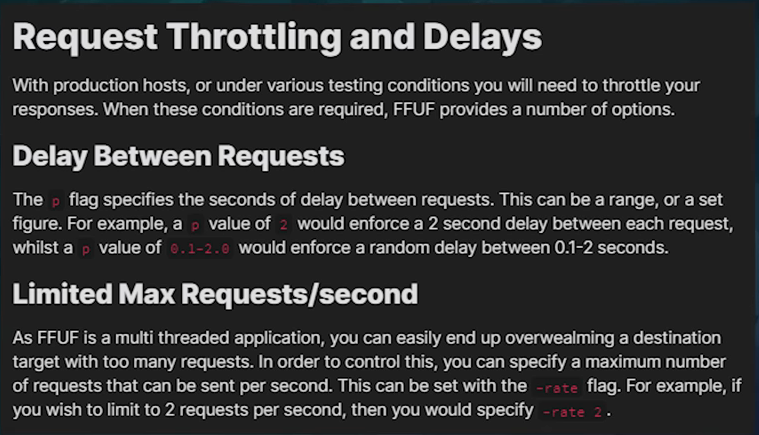 Request Throttling and Delays
With production hosts, or under various testing conditions you will need to throttle your
responses. When these conditions are required, FFUF provides a number of options.
Delay Between Requests
The p flag specifies the seconds of delay between requests. This can be a range, or a set
figure. For example, a p value of 2 would enforce a 2 second delay between each request,
whilst a p value of 0.1-2.0 would enforce a random delay between 0.1-2 seconds.
Limited Max Requests/second
As FFUF is a multi threaded application, you can easily end up overwealming a destination
target with too many requests. In order to control this, you can specify a maximum number
of requests that can be sent per second. This can be set with the -rate flag. For example, if
you wish to limit to 2 requests per second, then you would specify -rate 2.